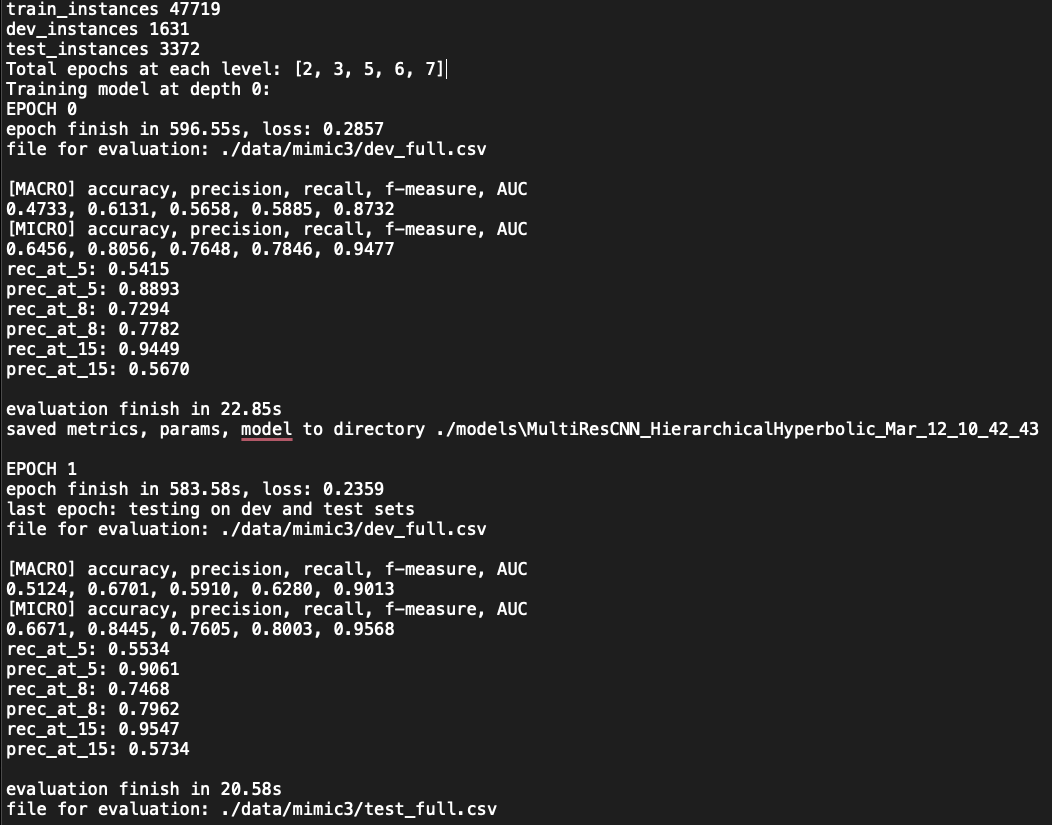 train_instances 47719
dev_instances 1631
test_instances 3372
Total epochs at each level: [2, 3, 5, 6, 7]
Training model at depth 0:
EPOCH 0
epoch finish in 596.55s, loss: 0.2857
file for evaluation: ./data/mimic3/dev_full.csv
[MACRO] accuracy, precision, recall, f-measure, AUC
0.4733, 0.6131, 0.5658, 0.5885, 0.8732
[MICRO] accuracy, precision, recall, f-measure, AUC
0.6456, 0.8056, 0.7648, 0.7846, 0.9477
rec_at_5: 0.5415
prec_at_5: 0.8893
rec_at_8: 0.7294
prec_at_8: 0.7782
rec_at_15: 0.9449
prec_at_15: 0.5670
evaluation finish in 22.85s
saved metrics, params, model to directory ./models\MultiResCNN_HierarchicalHyperbolic_Mar_12_10_42_43
EPOCH 1
epoch finish in 583.58s, loss: 0.2359
last epoch: testing on dev and test sets
file for evaluation: ./data/mimic3/dev_full.csv
[MACRO] accuracy, precision, recall, f-measure, AUC
0.5124, 0.6701, 0.5910, 0.6280, 0.9013
[MICRO] accuracy, precision, recall, f-measure, AUC
0.6671, 0.8445, 0.7605, 0.8003, 0.9568
rec_at_5: 0.5534
prec_at_5: 0.9061
rec_at_8: 0.7468
prec_at_8: 0.7962
rec_at_15: 0.9547
prec_at_15: 0.5734
evaluation finish in 20.58s
file for evaluation: ./data/mimic3/test_full.csv